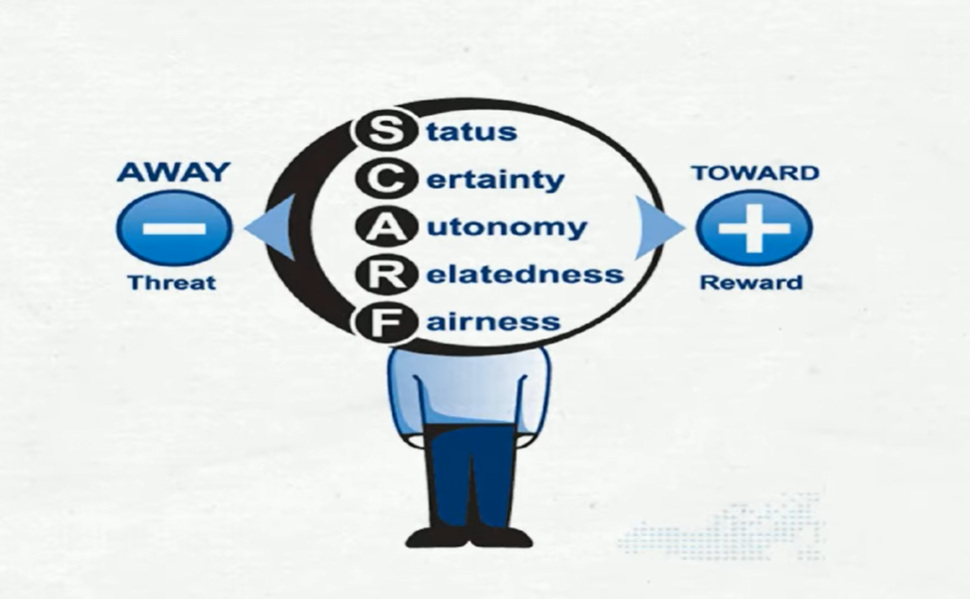 Status
Certainty
Autonomy
Relatedness
Fairness
AWAY
Threat
TOWARD
Reward